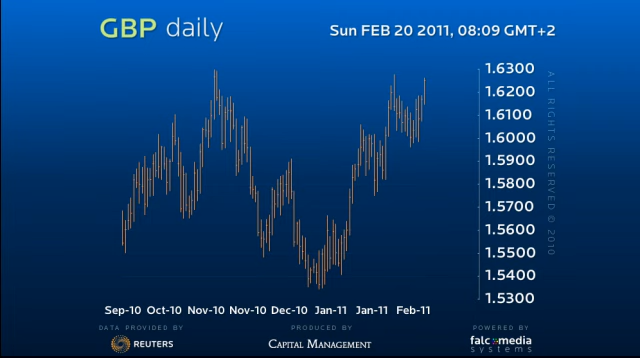 GBP daily
Sun FEB 20 2011, 08:09 GMT+2
1.6300
1.6200
1.6100
1.6000
1.5900
1.5800
1.5700
1.5600
1.5500
1.5400
1.5300
ALL RIGHTS RESERVED © 2010
Sep-10 Oct-10 Nov-10 Nov-10 Dec-10 Jan-11 Jan-11 Feb-11
DATA PROVIDED BY
REUTERS
PRODUCED BY
CAPITAL MANAGEMENT
POWERED BY
falc media
systems